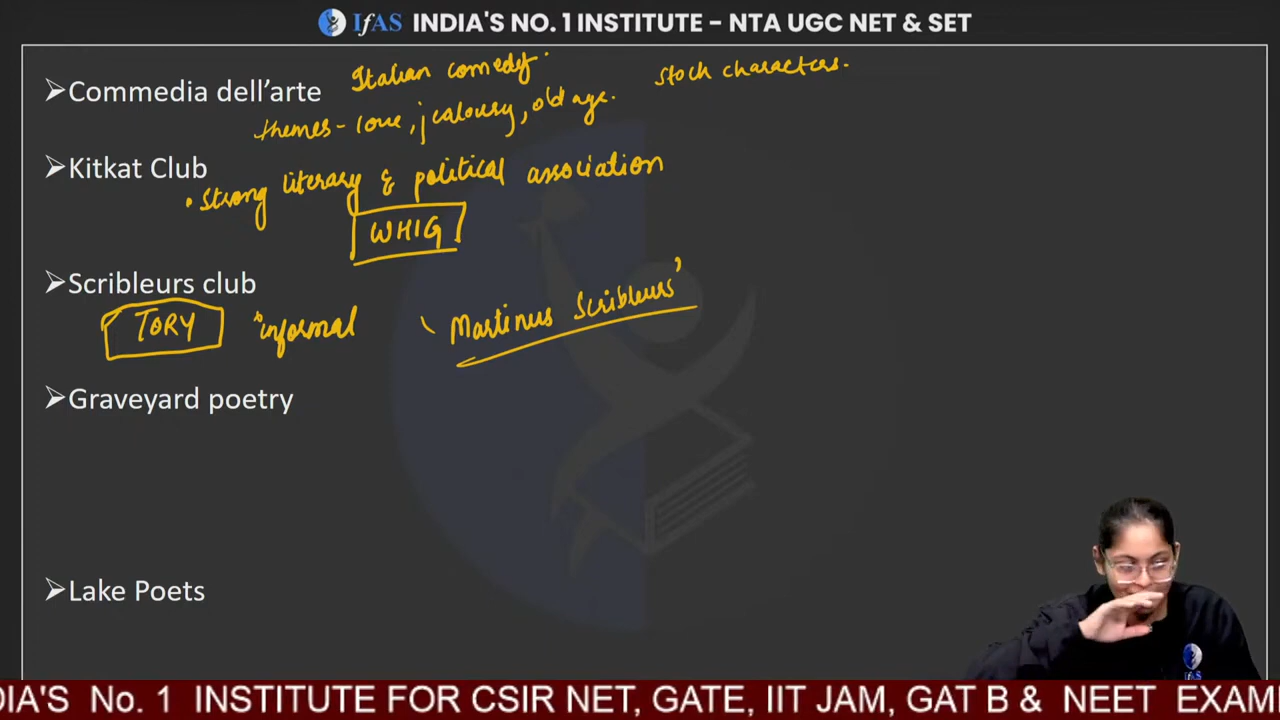 IfAS INDIA'S NO. 1 INSTITUTE - NTA UGC NET & SET
➢Commedia dell'arte Italian comedy. stock characters.
themes - love, jealousy, old age.
➢Kitkat Club
• Strong literary & political association
WHIG
➢Scribleurs club
TORY • informal ' Martinus Scribleurs'
➢Graveyard poetry
➢Lake Poets
DIA'S No. 1 INSTITUTE FOR CSIR NET, GATE, IIT JAM, GAT B & NEET EXAM